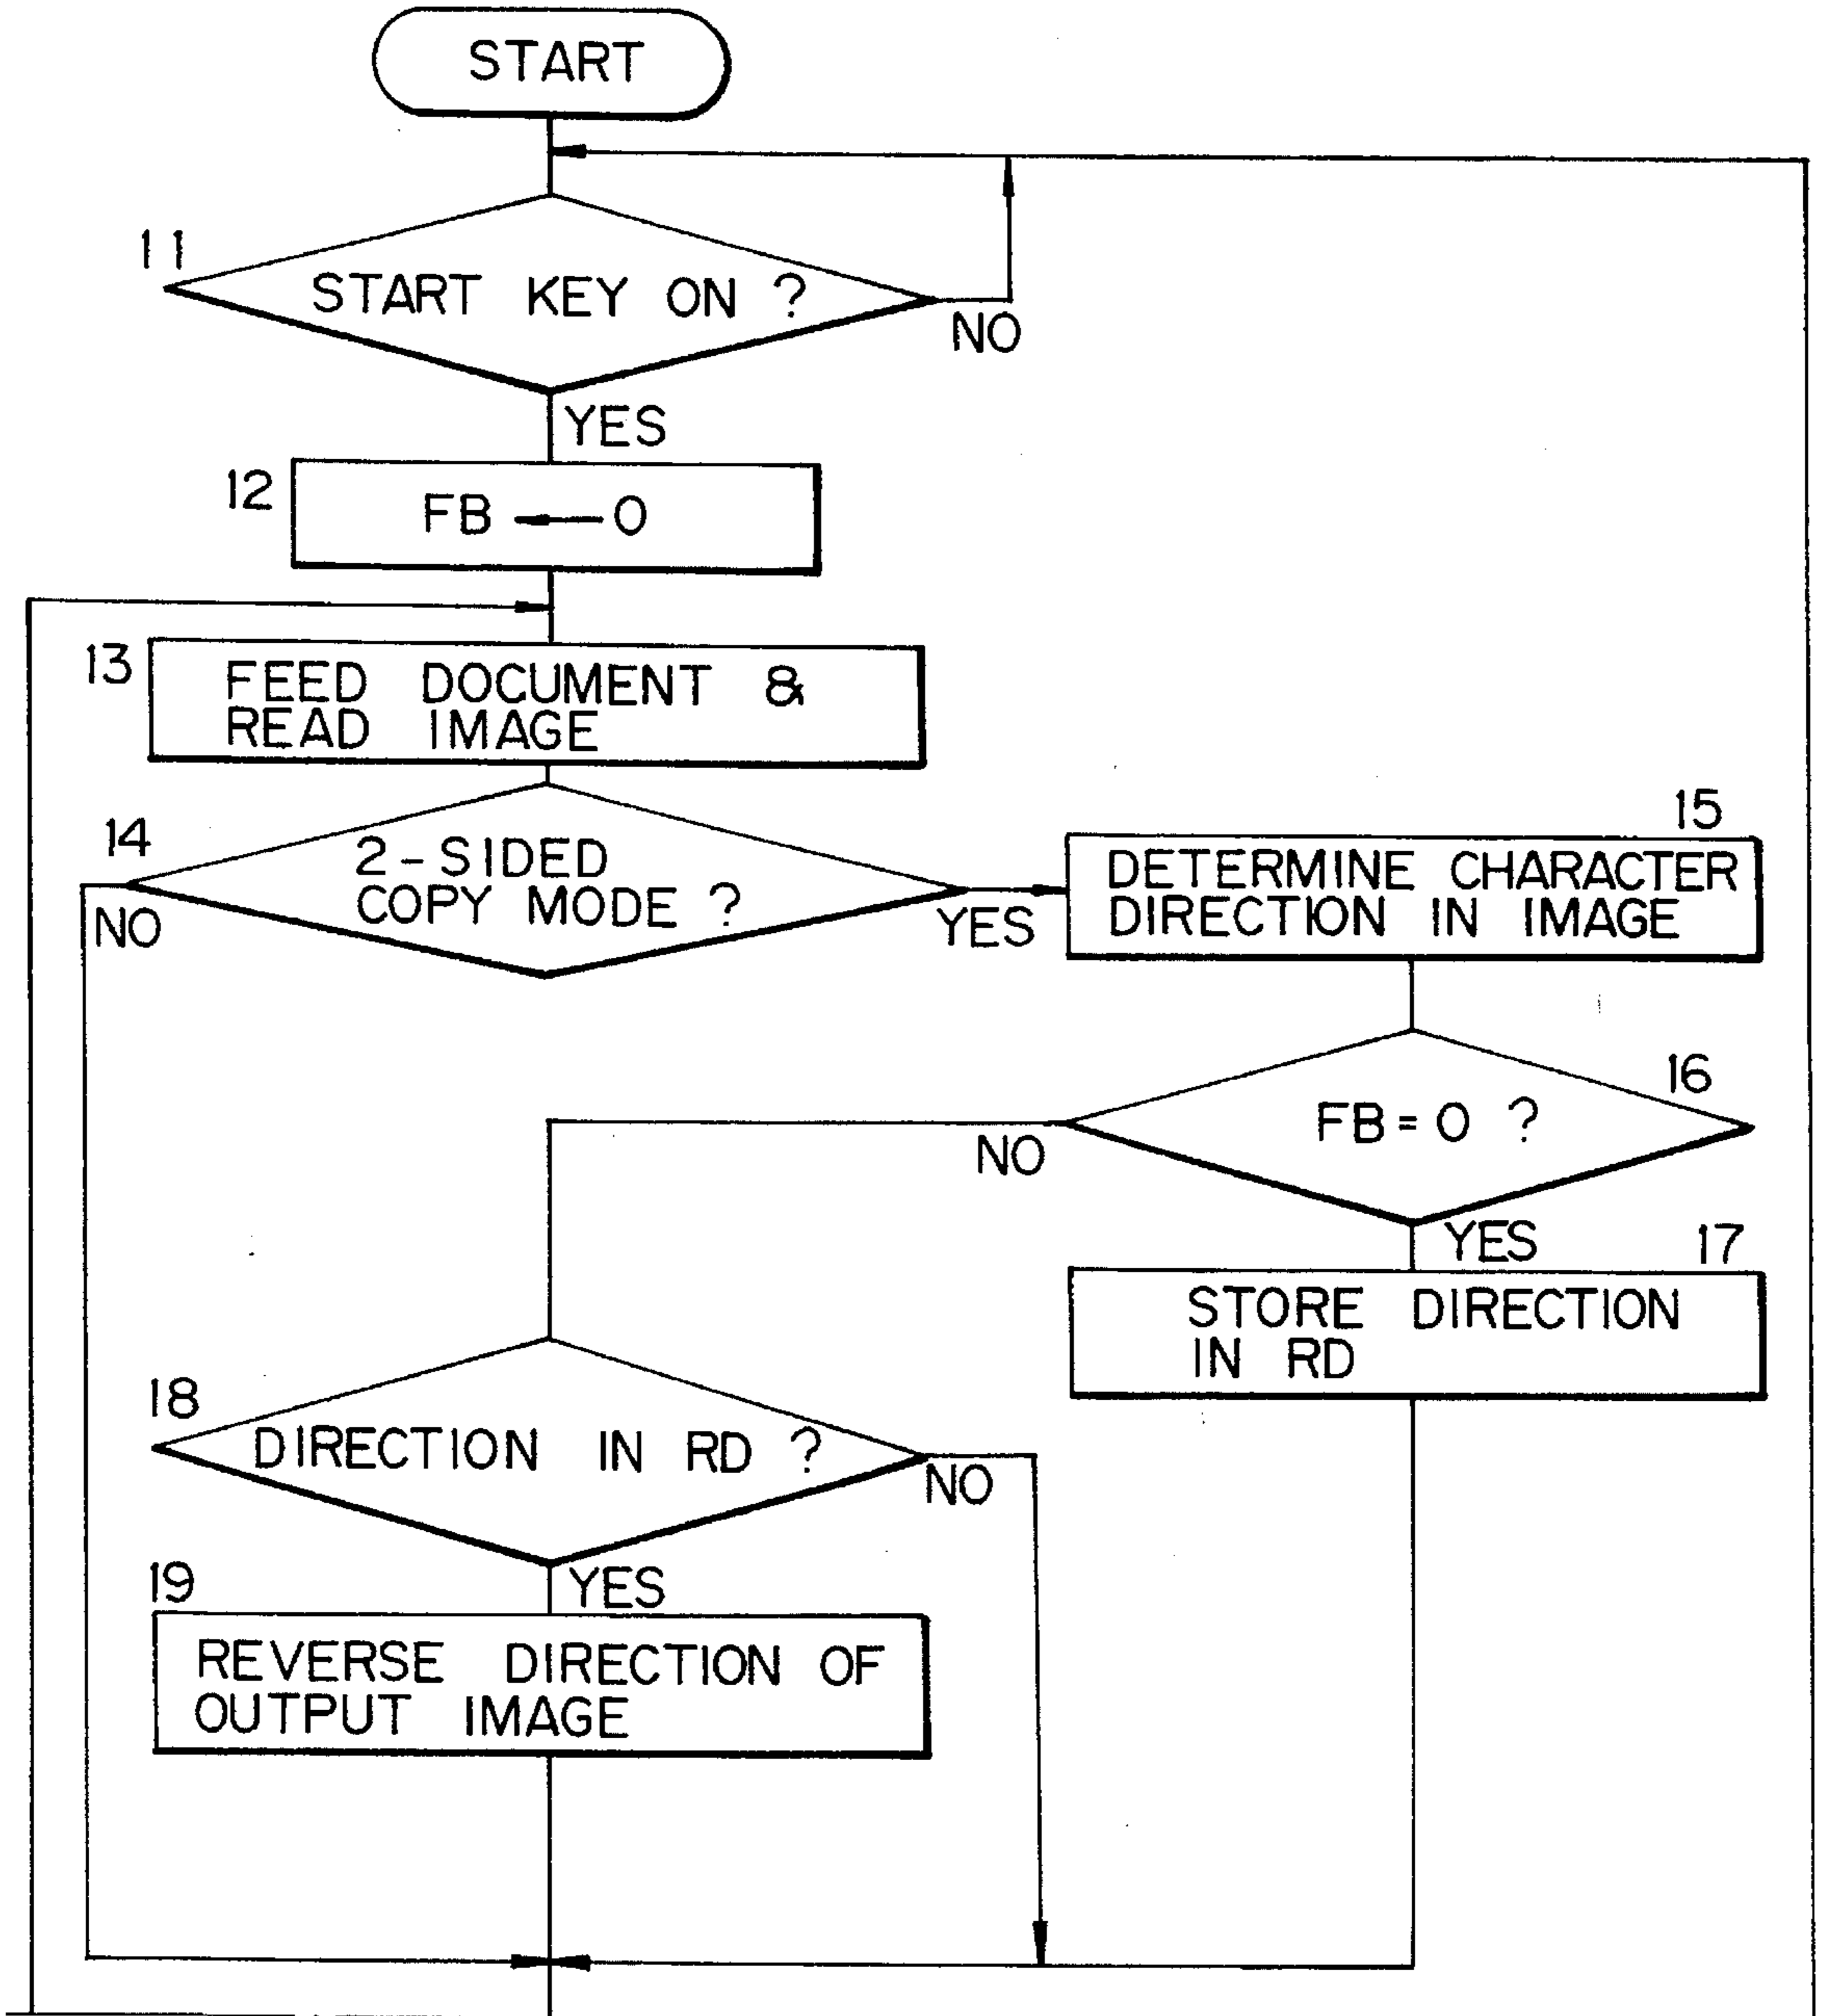 START
11
START KEY ON ?
NO
YES
12
FB ← 0
13
FEED DOCUMENT &
READ IMAGE
14
2-SIDED
COPY MODE ?
NO
YES
15
DETERMINE CHARACTER
DIRECTION IN IMAGE
16
FB = 0 ?
NO
YES
17
STORE DIRECTION
IN RD
18
DIRECTION IN RD ?
NO
YES
19
REVERSE DIRECTION OF
OUTPUT IMAGE